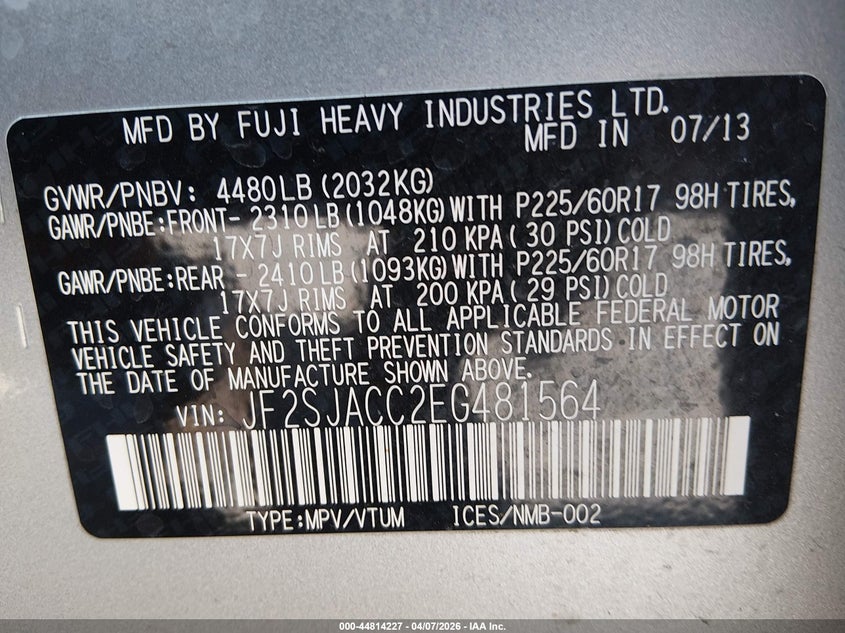 MFD BY FUJI HEAVY INDUSTRIES LTD.
MFD IN 07/13
GVWR/PNBV: 4480LB (2032KG)
GAWR/PNBE:FRONT- 2310LB (1048KG) WITH P225/60R17 98H TIRES,
17X7J RIMS AT 210 KPA ( 30 PSI) COLD
GAWR/PNBE:REAR - 2410LB (1093KG) WITH P225/60R17 98H TIRES,
17X7J RIMS AT 200 KPA ( 29 PSI) COLD
THIS VEHICLE CONFORMS TO ALL APPLICABLE FEDERAL MOTOR
VEHICLE SAFETY AND THEFT PREVENTION STANDARDS IN EFFECT ON
THE DATE OF MANUFACTURE SHOWN ABOVE.
VIN: JF2SJACC2EG481564
TYPE:MPV/VTUM ICES/NMB-002
000-44814227 - 04/07/2026 - IAA Inc.